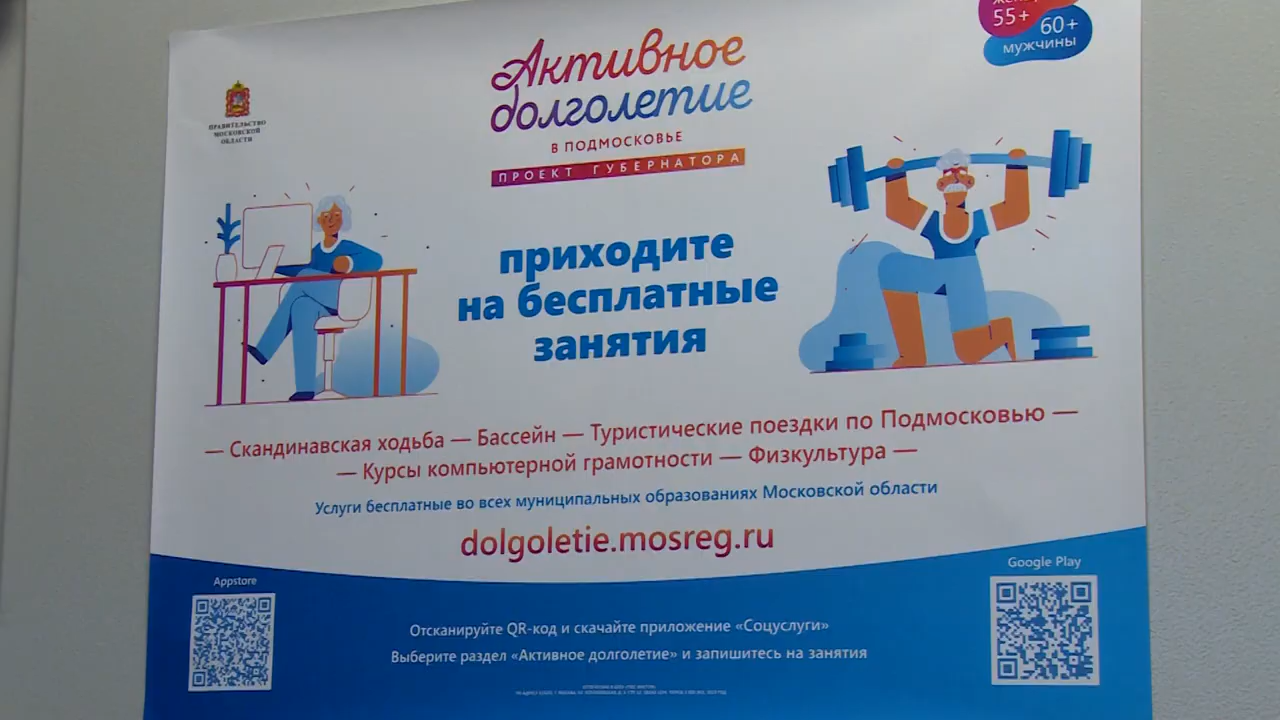 55+
60+
мужчины
Активное
долголетие
В ПОДМОСКОВЬЕ
ПРОЕКТ ГУБЕРНАТОРА
ПРАВИТЕЛЬСТВО
МОСКОВСКОЙ
ОБЛАСТИ
приходите
на бесплатные
занятия
— Скандинавская ходьба — Бассейн — Туристические поездки по Подмосковью —
— Курсы компьютерной грамотности — Физкультура —
Услуги бесплатные во всех муниципальных образованиях Московской области
dolgoletie.mosreg.ru
Appstore
Google Play
Отсканируйте QR-код и скачайте приложение «Соцуслуги»
Выберите раздел «Активное долголетие» и запишитесь на занятия